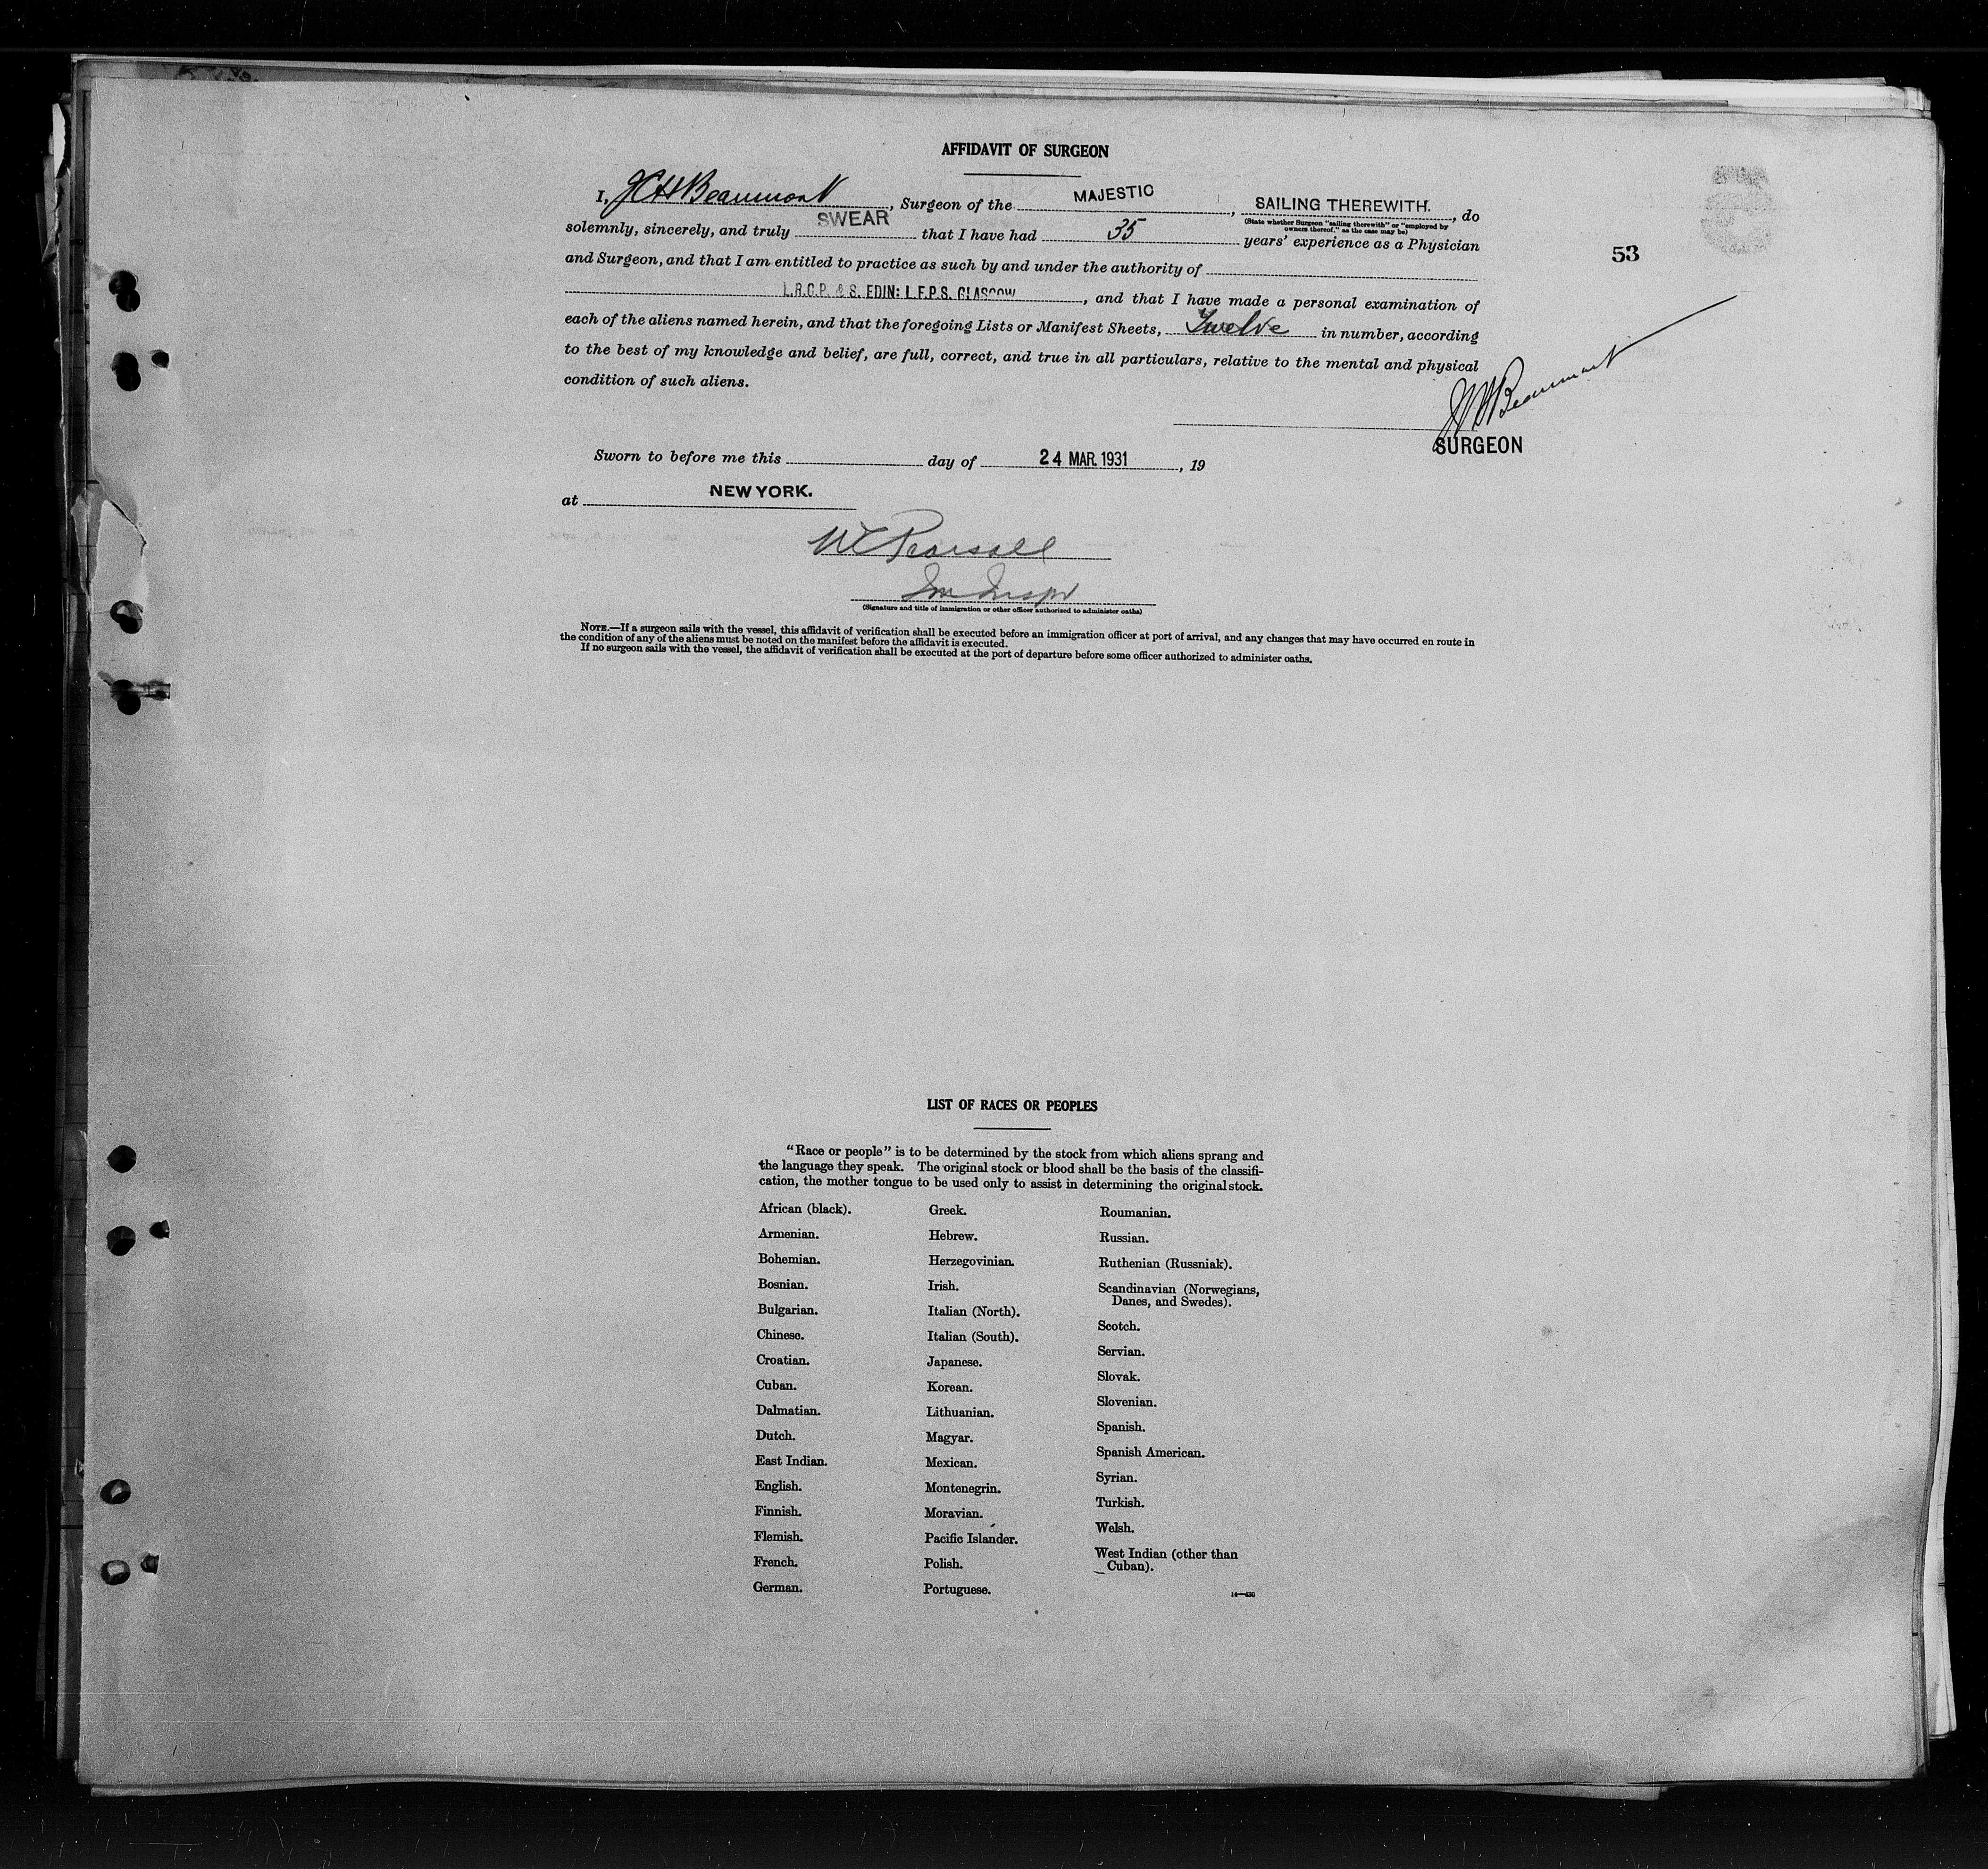 AFFIDAVIT OF SURGEON
I, JCH Beaumont, Surgeon of the MAJESTIC, SAILING THEREWITH., do
(State whether Surgeon "sailing therewith" or "employed by
owners thereof," as the case may be)
solemnly, sincerely, and truly SWEAR that I have had 35 years' experience as a Physician
53
and Surgeon, and that I am entitled to practice as such by and under the authority of
L.R.C.P. & S. EDIN: L.F.P.S. GLASGOW, and that I have made a personal examination of
each of the aliens named herein, and that the foregoing Lists or Manifest Sheets, Twelve in number, according
to the best of my knowledge and belief, are full, correct, and true in all particulars, relative to the mental and physical
condition of such aliens.
JCH Beaumont
SURGEON
Sworn to before me this day of 24 MAR. 1931, 19
at NEW YORK.
W Pearsall
Imm Inspr
(Signature and title of immigration or other officer authorized to administer oaths)
NOTE.—If a surgeon sails with the vessel, this affidavit of verification shall be executed before an immigration officer at port of arrival, and any changes that may have occurred en route in
the condition of any of the aliens must be noted on the manifest before the affidavit is executed.
If no surgeon sails with the vessel, the affidavit of verification shall be executed at the port of departure before some officer authorized to administer oaths.
LIST OF RACES OR PEOPLES
"Race or people" is to be determined by the stock from which aliens sprang and
the language they speak. The original stock or blood shall be the basis of the classifi-
cation, the mother tongue to be used only to assist in determining the original stock.
African (black).
Armenian.
Bohemian.
Bosnian.
Bulgarian.
Chinese.
Croatian.
Cuban.
Dalmatian.
Dutch.
East Indian.
English.
Finnish.
Flemish.
French.
German.
Greek.
Hebrew.
Herzegovinian.
Irish.
Italian (North).
Italian (South).
Japanese.
Korean.
Lithuanian.
Magyar.
Mexican.
Montenegrin.
Moravian.
Pacific Islander.
Polish.
Portuguese.
Roumanian.
Russian.
Ruthenian (Russniak).
Scandinavian (Norwegians,
Danes, and Swedes).
Scotch.
Servian.
Slovak.
Slovenian.
Spanish.
Spanish American.
Syrian.
Turkish.
Welsh.
West Indian (other than
Cuban).